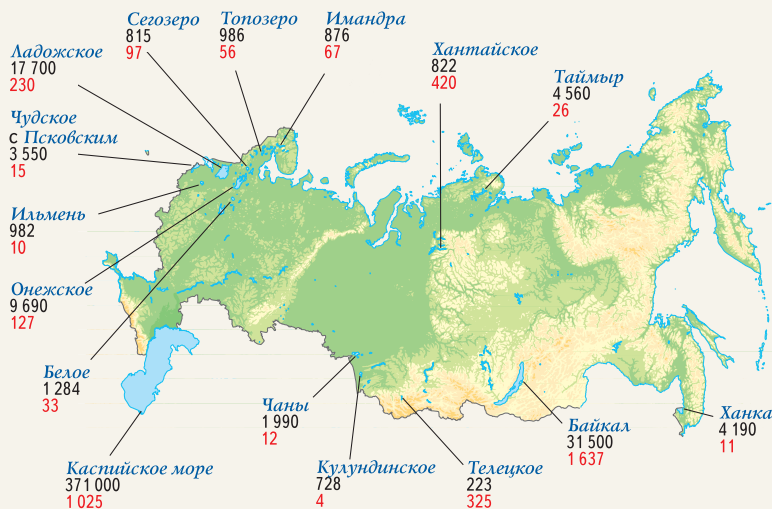 Сегозеро
815
97
Топозеро
986
56
Имандра
876
67
Ладожское
17 700
230
Хантайское
822
420
Таймыр
4 560
26
Чудское
с Псковским
3 550
15
Ильмень
982
10
Онежское
9 690
127
Белое
1 284
33
Чаны
1 990
12
Каспийское море
371 000
1 025
Кулундинское
728
4
Телецкое
223
325
Байкал
31 500
1 637
Ханка
4 190
11